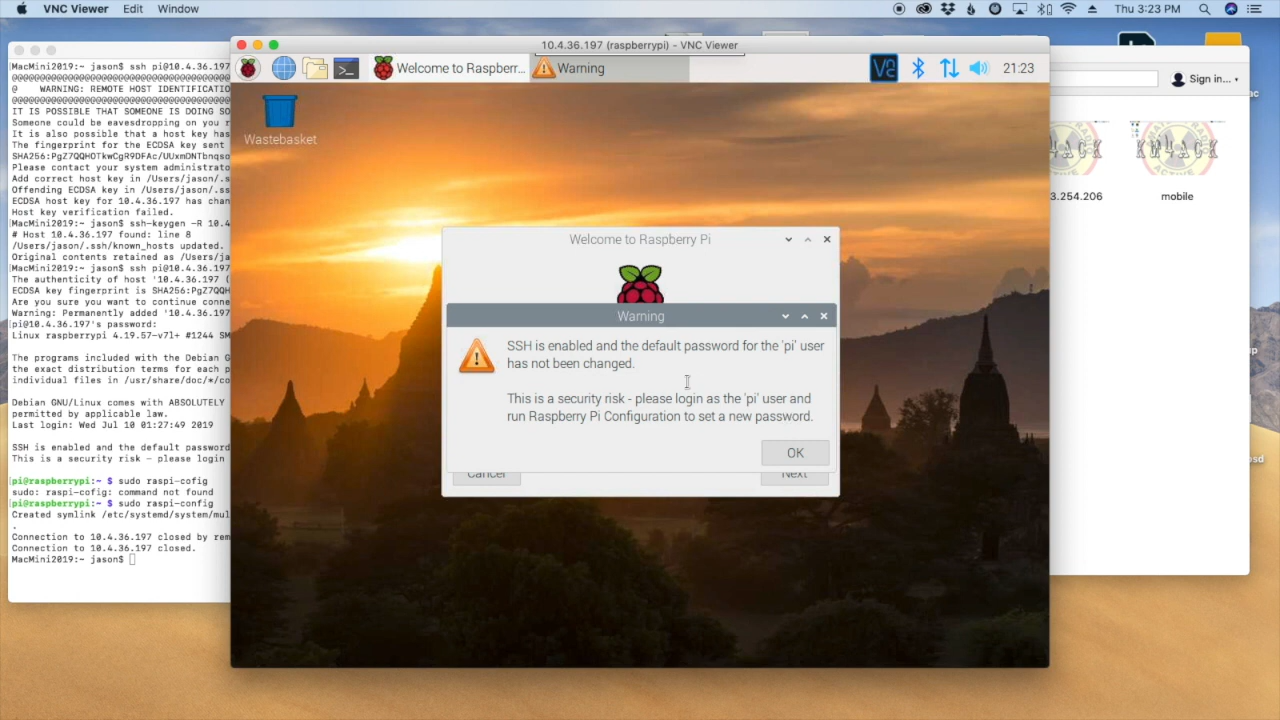 VNC Viewer Edit Window
Thu 3:23 PM
10.4.36.197 (raspberrypi) - VNC Viewer
Welcome to Raspberr...
Warning
VC
21:23
Sign in...
Wastebasket
MacMini2019:~ jason$ ssh pi@10.4.36.197
@@@@@@@@@@@@@@@@@@@@@@@@@@@@@@@@@@@@@@@
@ WARNING: REMOTE HOST IDENTIFICATIO
@@@@@@@@@@@@@@@@@@@@@@@@@@@@@@@@@@@@@@@
IT IS POSSIBLE THAT SOMEONE IS DOING SO
Someone could be eavesdropping on you r
It is also possible that a host key has
The fingerprint for the ECDSA key sent
Please contact your system administrato
Add correct host key in /Users/jason/.s
Offending ECDSA key in /Users/jason/.ss
ECDSA host key for 10.4.36.197 has chan
Host key verification failed.
MacMini2019:~ jason$ ssh-keygen -R 10.4
# Host 10.4.36.197 found: line 8
/Users/jason/.ssh/known_hosts updated.
Original contents retained as /Users/ja
MacMini2019:~ jason$ ssh pi@10.4.36.197
The authenticity of host '10.4.36.197 (
ECDSA key fingerprint is SHA256:PgZ7QQH
Are you sure you want to continue conne
Warning: Permanently added '10.4.36.197
pi@10.4.36.197's password:
Linux raspberrypi 4.19.57-v7l+ #1244 SM
The programs included with the Debian G
the exact distribution terms for each p
individual files in /usr/share/doc/*/co
Debian GNU/Linux comes with ABSOLUTELY
permitted by applicable law.
Last login: Wed Jul 10 01:27:49 2019
SSH is enabled and the default password
This is a security risk - please login
pi@raspberrypi:~ $ sudo raspi-cofig
sudo: raspi-cofig: command not found
pi@raspberrypi:~ $ sudo raspi-config
Created symlink /etc/systemd/system/mul
.
Connection to 10.4.36.197 closed by rem
Connection to 10.4.36.197 closed.
MacMini2019:~ jason$
Welcome to Raspberry Pi
Warning
SSH is enabled and the default password for the 'pi' user
has not been changed.
This is a security risk - please login as the 'pi' user and
run Raspberry Pi Configuration to set a new password.
OK
Cancel
Next
KM4ACK
ACTIVE
3.254.206
mobile